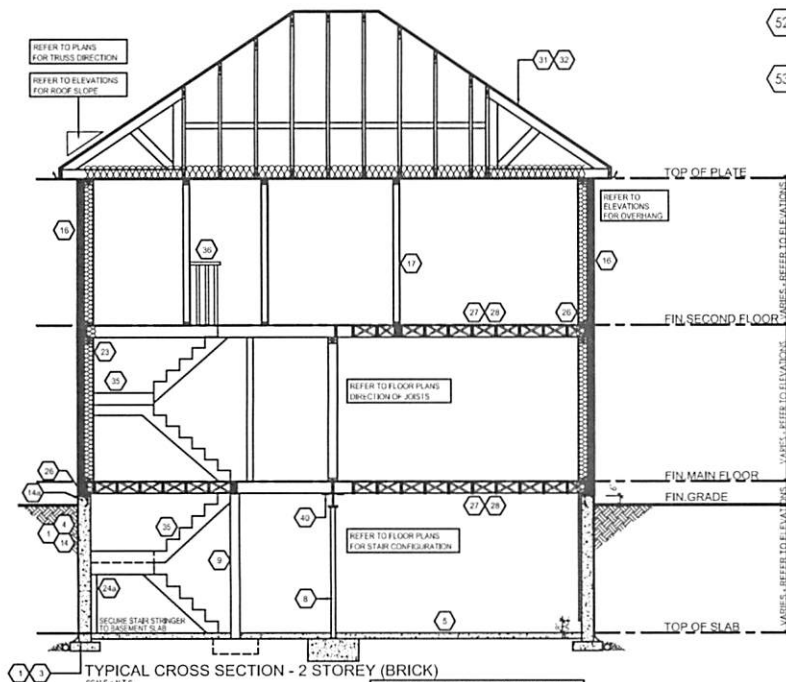 52
53
REFER TO PLANS
FOR TRUSS DIRECTION
REFER TO ELEVATIONS
FOR ROOF SLOPE
31 32
TOP OF PLATE
REFER TO
ELEVATIONS
FOR OVERHANG
16
36
17
16
VARIES - REFER TO ELEVATIONS
27 28
26
FIN.SECOND FLOOR
23
35
REFER TO FLOOR PLANS
DIRECTION OF JOISTS
VARIES - REFER TO ELEVATIONS
26
14a
FIN.MAIN FLOOR
FIN.GRADE
6"
40
27 28
4
1
14
35
9
REFER TO FLOOR PLANS
FOR STAIR CONFIGURATION
VARIES - REFER TO ELEVATIONS
24a
8
5
SECURE STAIR STRINGER
TO BASEMENT SLAB
TOP OF SLAB
1 3
TYPICAL CROSS SECTION - 2 STOREY (BRICK)